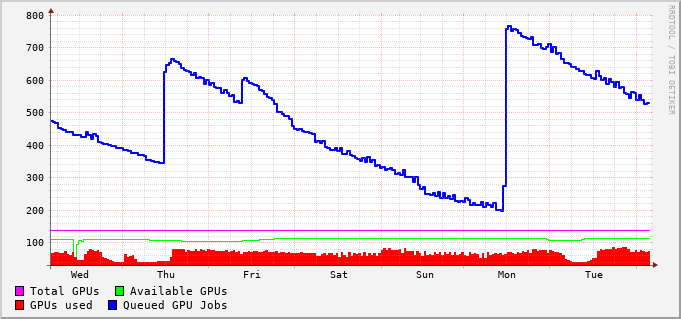 800
700
600
500
400
300
200
100
Wed Thu Fri Sat Sun Mon Tue
Total GPUs Available GPUs
GPUs used Queued GPU Jobs
RRDTOOL / TOBI OETIKER